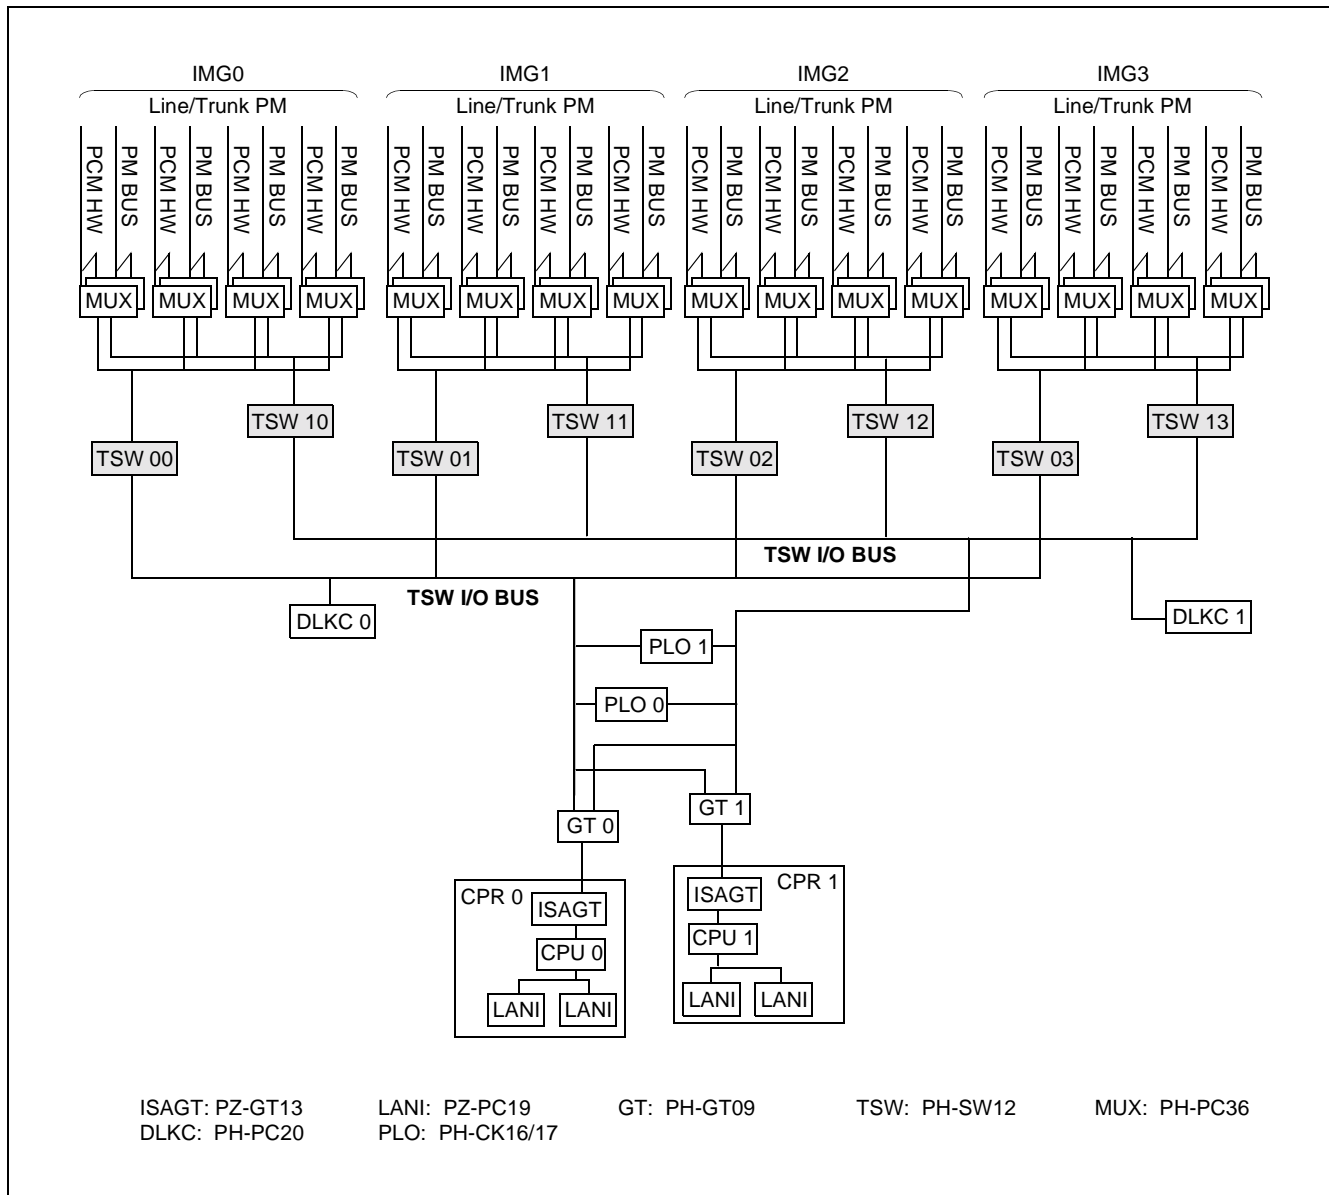 IMG0 IMG1 IMG2 IMG3
Line/Trunk PM Line/Trunk PM Line/Trunk PM Line/Trunk PM
PCM HW PM BUS PCM HW PM BUS PCM HW PM BUS PCM HW PM BUS PCM HW PM BUS PCM HW PM BUS PCM HW PM BUS PCM HW PM BUS PCM HW PM BUS PCM HW PM BUS PCM HW PM BUS PCM HW PM BUS PCM HW PM BUS PCM HW PM BUS PCM HW PM BUS PCM HW PM BUS
MUX MUX MUX MUX MUX MUX MUX MUX MUX MUX MUX MUX MUX MUX MUX MUX
TSW 10 TSW 11 TSW 12 TSW 13
TSW 00 TSW 01 TSW 02 TSW 03
TSW I/O BUS
TSW I/O BUS
DLKC 0 DLKC 1
PLO 1
PLO 0
GT 1
GT 0
CPR 0 CPR 1
ISAGT ISAGT
CPU 0 CPU 1
LANI LANI LANI LANI
ISAGT: PZ-GT13 LANI: PZ-PC19 GT: PH-GT09 TSW: PH-SW12 MUX: PH-PC36
DLKC: PH-PC20 PLO: PH-CK16/17